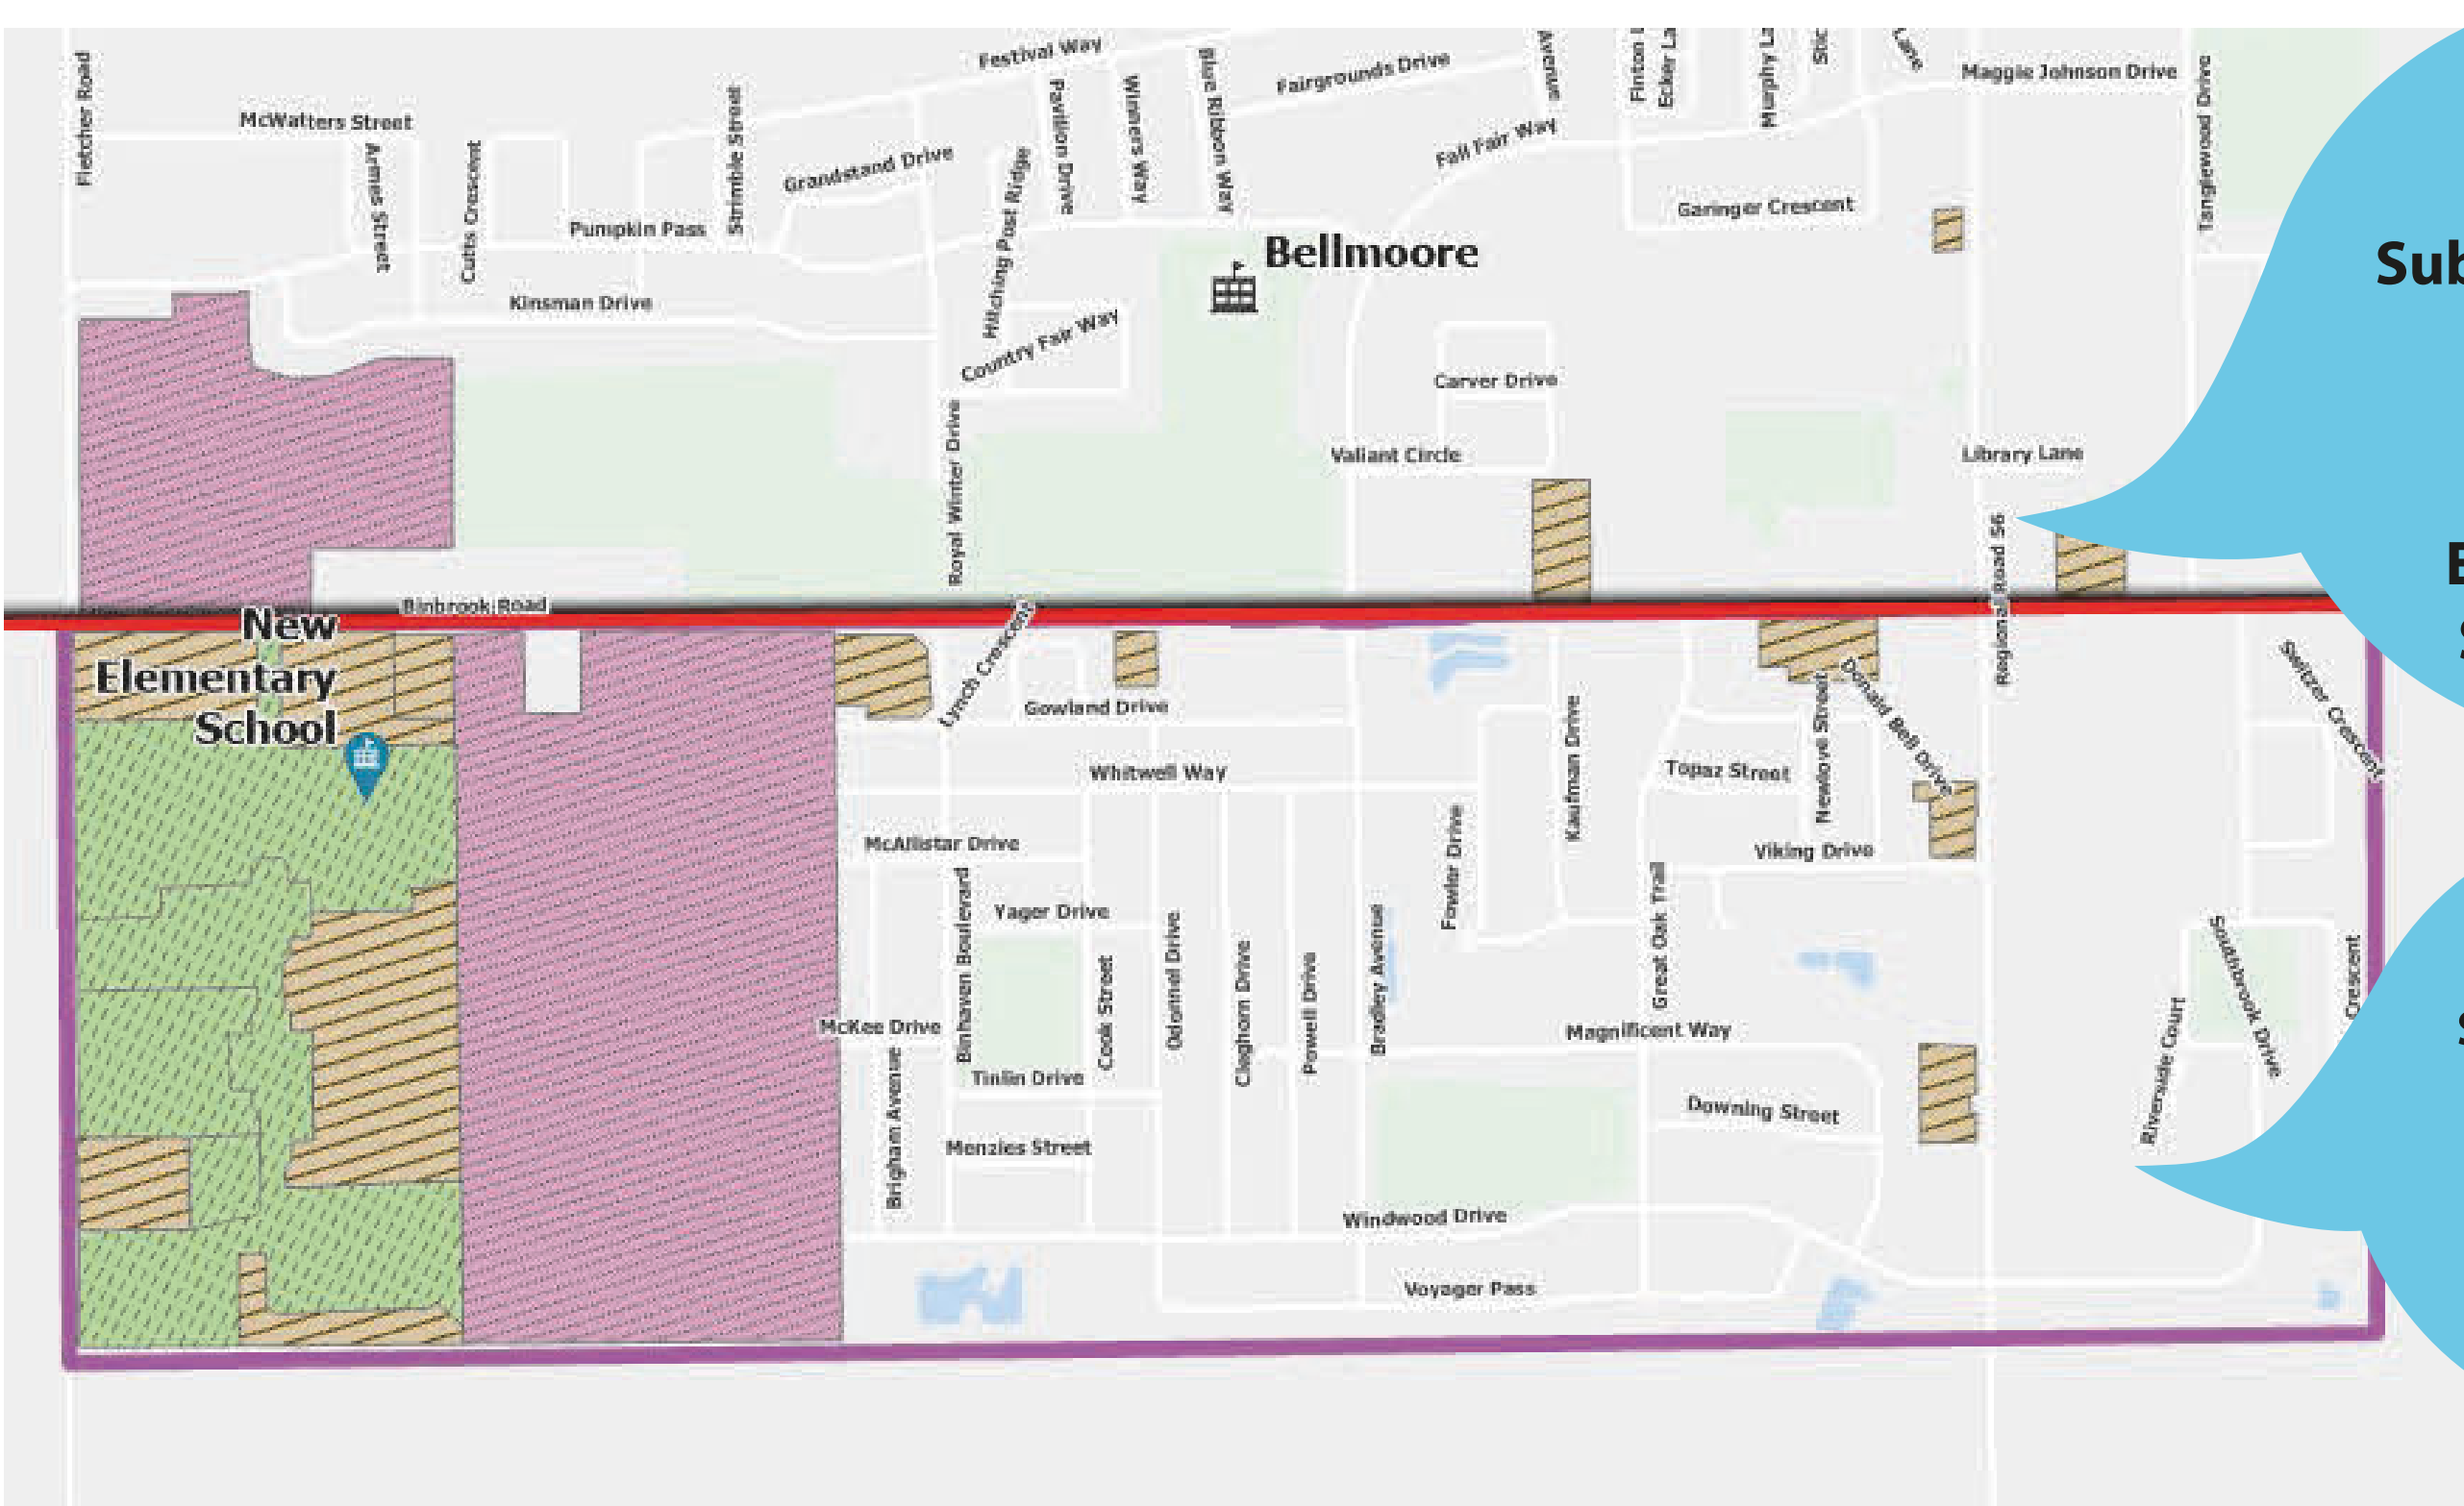 Festival Way
Fairgrounds Drive
Avenue
Lane
Maggie Johnson Drive
Fletcher Road
McWatters Street
Armes Street
Cutts Crescent
Strimble Street
Grandstand Drive
Hitching Post Ridge
Pavilion Drive
Winners Way
Blue Ribbon Way
Fall Fair Way
Tanglewood Drive
Garinger Crescent
Pumpkin Pass
Bellmoore
Kinsman Drive
Country Fair Way
Carver Drive
Royal Winter Drive
Valiant Circle
Library Lane
Regional Road 56
Binbrook Road
New
Elementary
School
Gowland Drive
Whitwell Way
Kaufman Drive
Newlove Street
Donald Bell Drive
Topaz Street
Switzer Crescent
McAllistar Drive
Fowler Drive
Viking Drive
Binhaven Boulevard
Yager Drive
Cook Street
Odonnel Drive
Cleghorn Drive
Powell Drive
Bradley Avenue
Great Oak Trail
Southbrook Drive
Crescent
McKee Drive
Magnificent Way
Riverside Court
Brigham Avenue
Tinlin Drive
Downing Street
Menzies Street
Windwood Drive
Voyager Pass